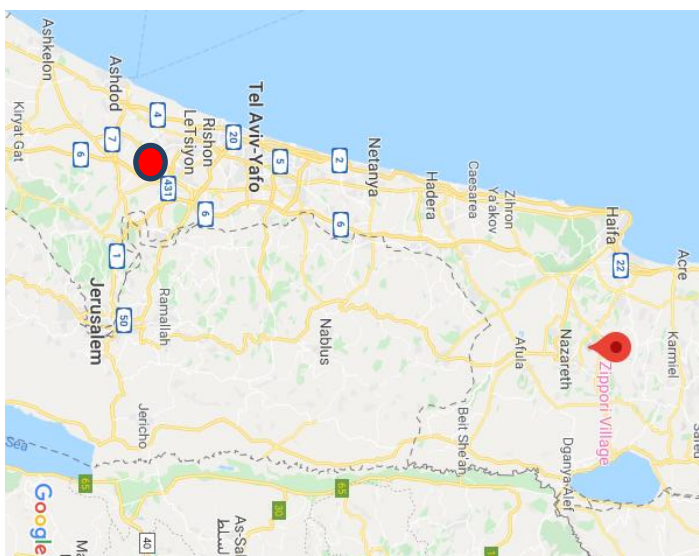 Acre
Karmiel
22
Haifa
Zippori Village
Nazareth
Dganya Alef
Zihron
Ya'akov
Afula
Caesarea
Beit She'an
Hadera
Netanya
2
6
Nablus
65
5
30
Tel Aviv-Yafo
20
As-Sal
سلط
Rishon
LeTsiyon
6
431
4
Ramallah
Jericho
40
50
Ashdod
7
1
Jerusalem
65
6
Ashkelon
Kiryat Gat
Sea
Google